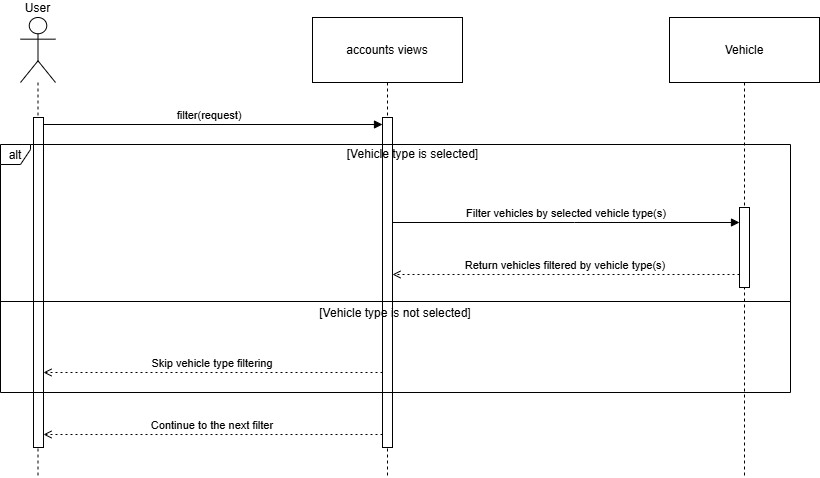 User
accounts views
Vehicle
filter(request)
alt
[Vehicle type is selected]
Filter vehicles by selected vehicle type(s)
Return vehicles filtered by vehicle type(s)
[Vehicle type is not selected]
Skip vehicle type filtering
Continue to the next filter